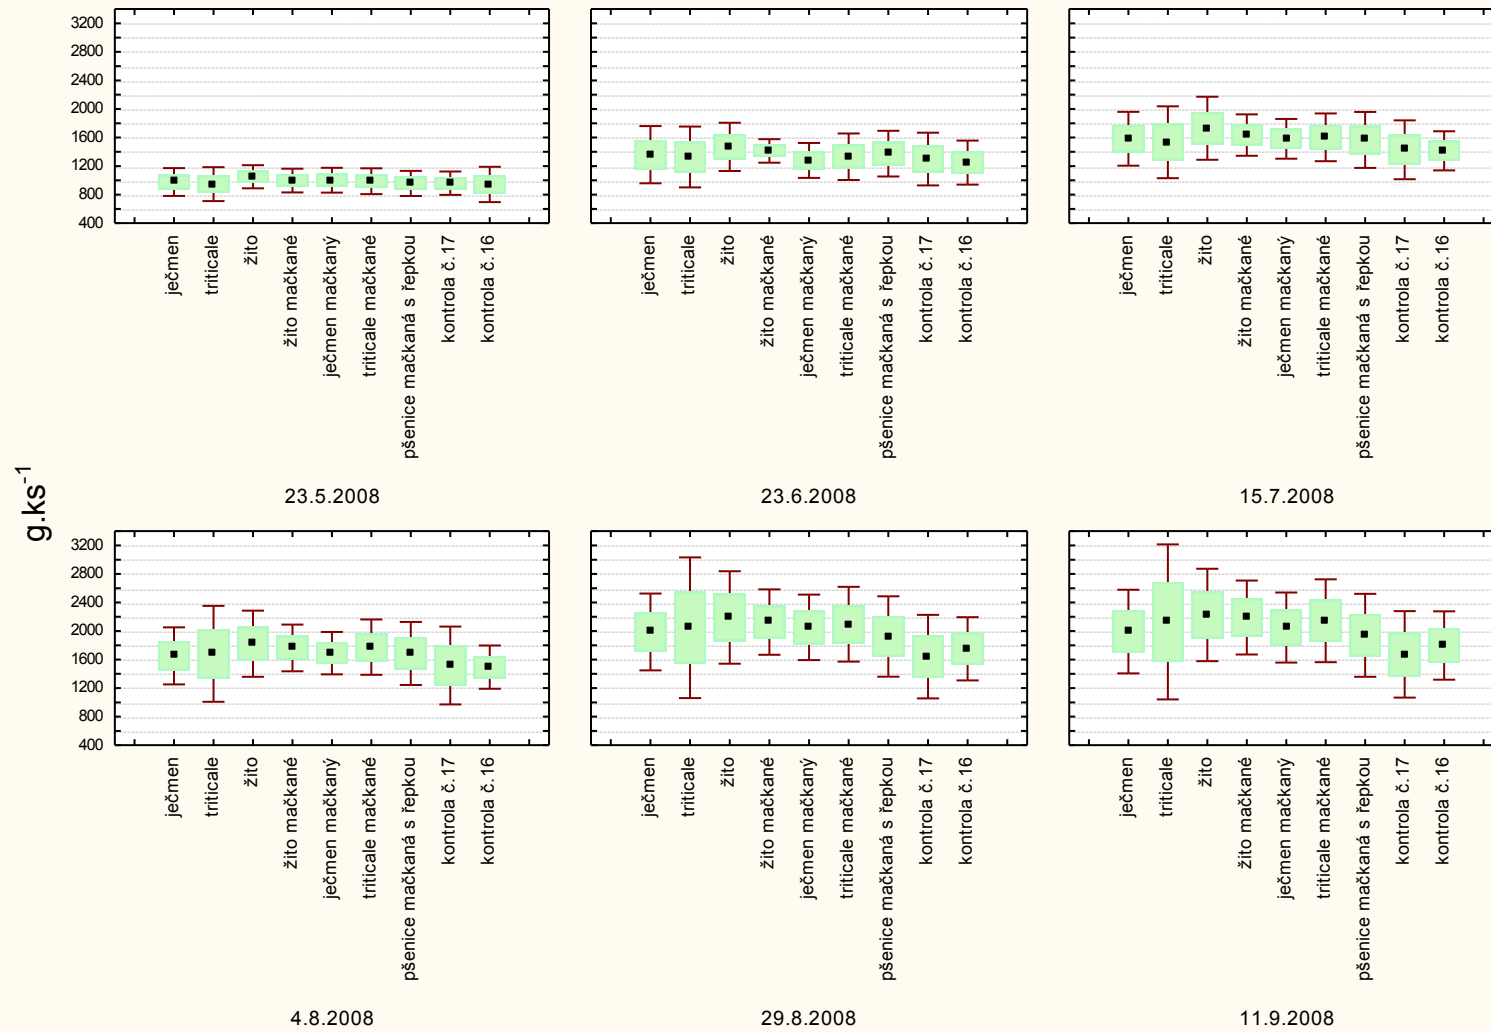 g.ks-1
3200
2800
2400
2000
1600
1200
800
400
ječmen
triticale
žito
žito mačkané
ječmen mačkaný
triticale mačkané
pšenice mačkaná s řepkou
kontrola č.17
kontrola č.16
23.5.2008
ječmen
triticale
žito
žito mačkané
ječmen mačkaný
triticale mačkané
pšenice mačkaná s řepkou
kontrola č.17
kontrola č.16
23.6.2008
ječmen
triticale
žito
žito mačkané
ječmen mačkaný
triticale mačkané
pšenice mačkaná s řepkou
kontrola č.17
kontrola č.16
15.7.2008
3200
2800
2400
2000
1600
1200
800
400
ječmen
triticale
žito
žito mačkané
ječmen mačkaný
triticale mačkané
pšenice mačkaná s řepkou
kontrola č.17
kontrola č.16
4.8.2008
ječmen
triticale
žito
žito mačkané
ječmen mačkaný
triticale mačkané
pšenice mačkaná s řepkou
kontrola č.17
kontrola č.16
29.8.2008
ječmen
triticale
žito
žito mačkané
ječmen mačkaný
triticale mačkané
pšenice mačkaná s řepkou
kontrola č.17
kontrola č.16
11.9.2008